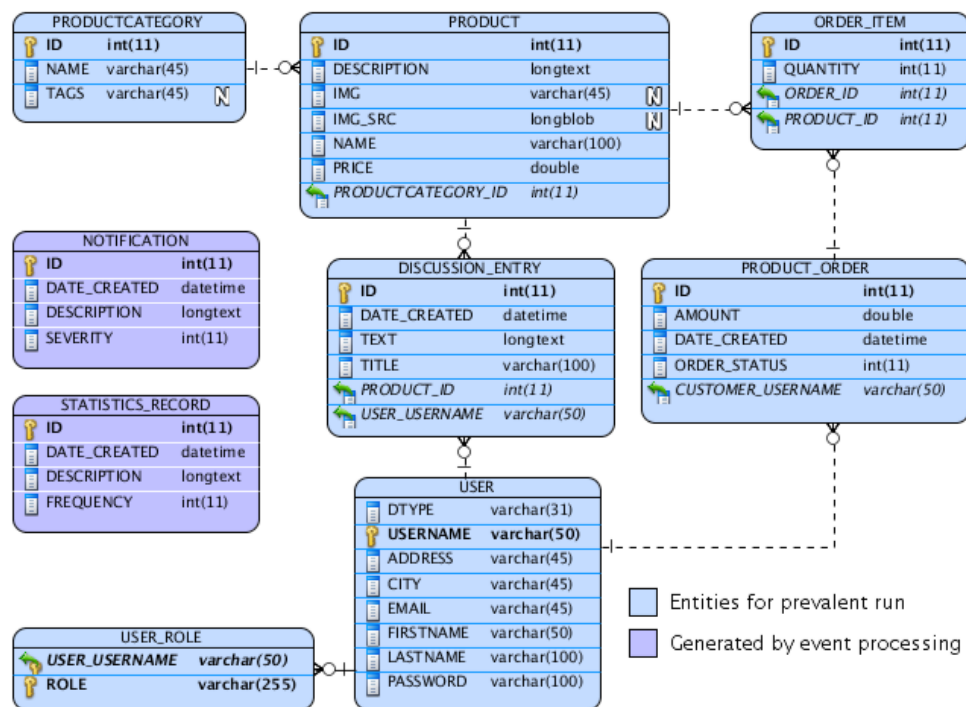 PRODUCTCATEGORY
ID int(11)
NAME varchar(45)
TAGS varchar(45) N
PRODUCT
ID int(11)
DESCRIPTION longtext
IMG varchar(45) N
IMG_SRC longblob N
NAME varchar(100)
PRICE double
PRODUCTCATEGORY_ID int(11)
ORDER_ITEM
ID int(11)
QUANTITY int(11)
ORDER_ID int(11)
PRODUCT_ID int(11)
NOTIFICATION
ID int(11)
DATE_CREATED datetime
DESCRIPTION longtext
SEVERITY int(11)
DISCUSSION_ENTRY
ID int(11)
DATE_CREATED datetime
TEXT longtext
TITLE varchar(100)
PRODUCT_ID int(11)
USER_USERNAME varchar(50)
PRODUCT_ORDER
ID int(11)
AMOUNT double
DATE_CREATED datetime
ORDER_STATUS int(11)
CUSTOMER_USERNAME varchar(50)
STATISTICS_RECORD
ID int(11)
DATE_CREATED datetime
DESCRIPTION longtext
FREQUENCY int(11)
USER
DTYPE varchar(31)
USERNAME varchar(50)
ADDRESS varchar(45)
CITY varchar(45)
EMAIL varchar(45)
FIRSTNAME varchar(50)
LASTNAME varchar(100)
PASSWORD varchar(100)
USER_ROLE
USER_USERNAME varchar(50)
ROLE varchar(255)
Entities for prevalent run
Generated by event processing